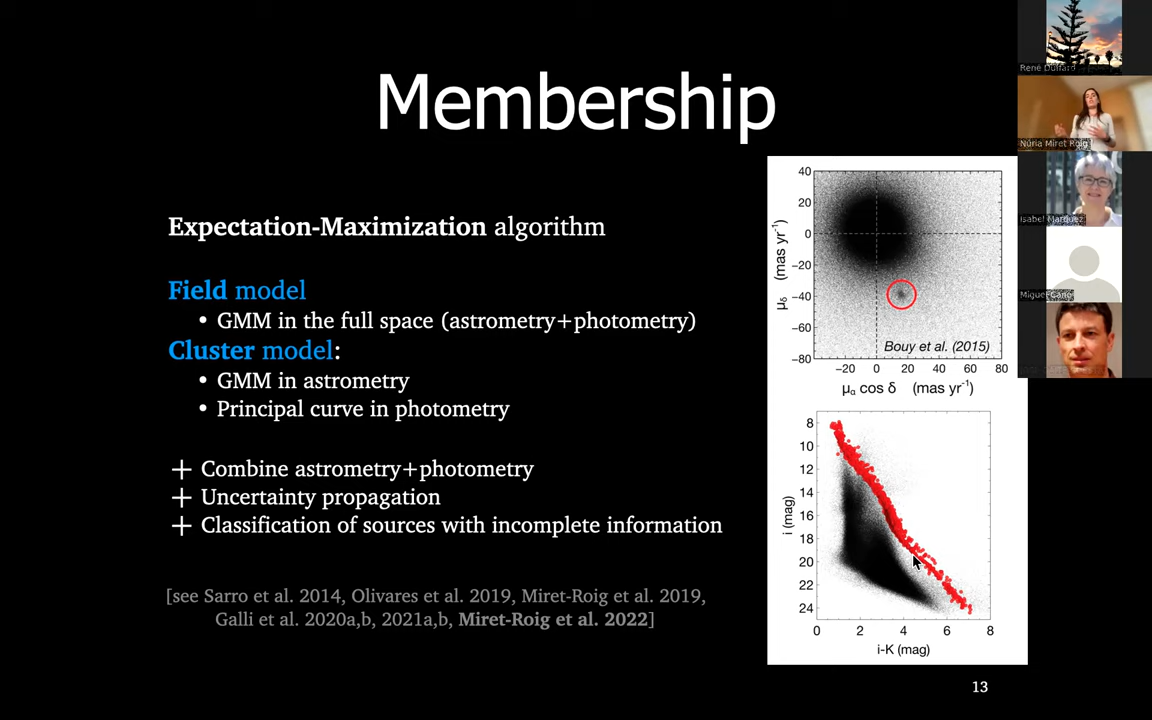 Membership
Expectation-Maximization algorithm
Field model
• GMM in the full space (astrometry+photometry)
Cluster model:
• GMM in astrometry
• Principal curve in photometry
+ Combine astrometry+photometry
+ Uncertainty propagation
+ Classification of sources with incomplete information
[see Sarro et al. 2014, Olivares et al. 2019, Miret-Roig et al. 2019,
Galli et al. 2020a,b, 2021a,b, Miret-Roig et al. 2022]
40
20
0
−20
−40
−60
−80
μδ (mas yr-1)
Bouy et al. (2015)
−20 0 20 40 60 80
μα cos δ (mas yr-1)
8
10
12
14
16
18
20
22
24
i (mag)
0 2 4 6 8
i-K (mag)
13
René Duffard
Núria Miret Roig
Isabel Márquez
Miguel Cano